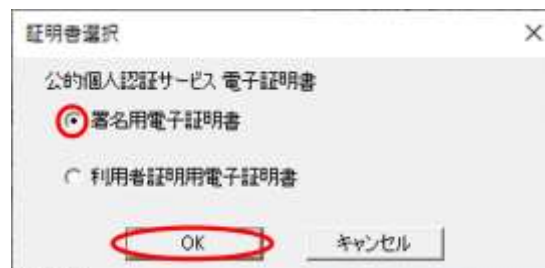 証明書選択
公的個人認証サービス 電子証明書
署名用電子証明書
利用者証明用電子証明書
OK キャンセル